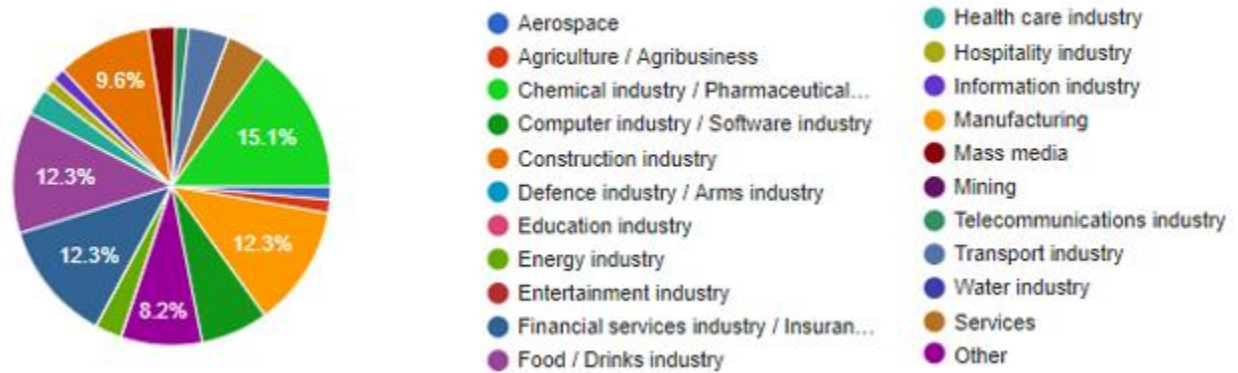 9.6%
15.1%
12.3%
12.3%
12.3%
8.2%
Aerospace
Agriculture / Agribusiness
Chemical industry / Pharmaceutical...
Computer industry / Software industry
Construction industry
Defence industry / Arms industry
Education industry
Energy industry
Entertainment industry
Financial services industry / Insuran...
Food / Drinks industry
Health care industry
Hospitality industry
Information industry
Manufacturing
Mass media
Mining
Telecommunications industry
Transport industry
Water industry
Services
Other